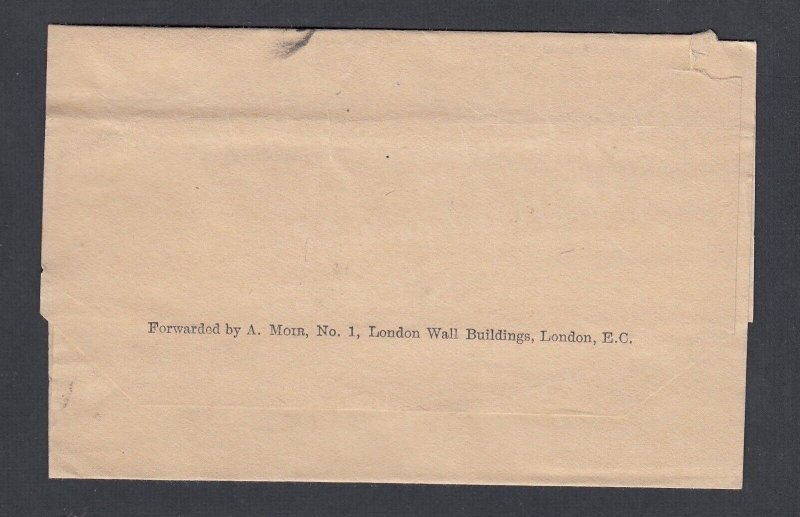 Forwarded by A. Moir, No. 1, London Wall Buildings, London, E.C.